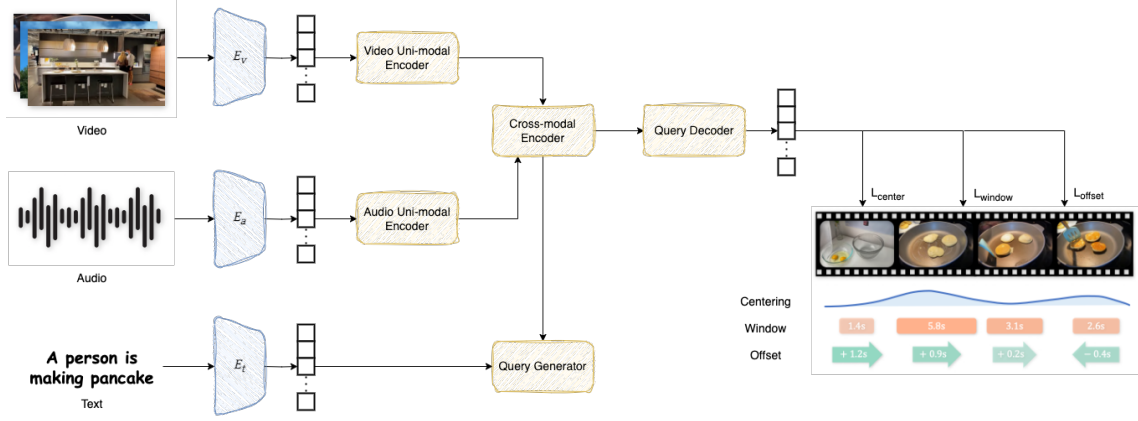 E_v
Video Uni-modal
Encoder
Video
Cross-modal
Encoder
Query Decoder
E_a
Audio Uni-modal
Encoder
Audio
L_center
L_window
L_offset
Centering
Window
1.4s
5.8s
3.1s
2.6s
Offset
+ 1.2s
+ 0.9s
+ 0.2s
− 0.4s
A person is
making pancake
Text
E_t
Query Generator